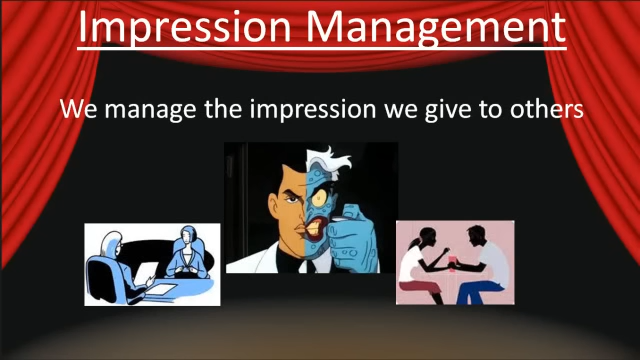 Impression Management
We manage the impression we give to others